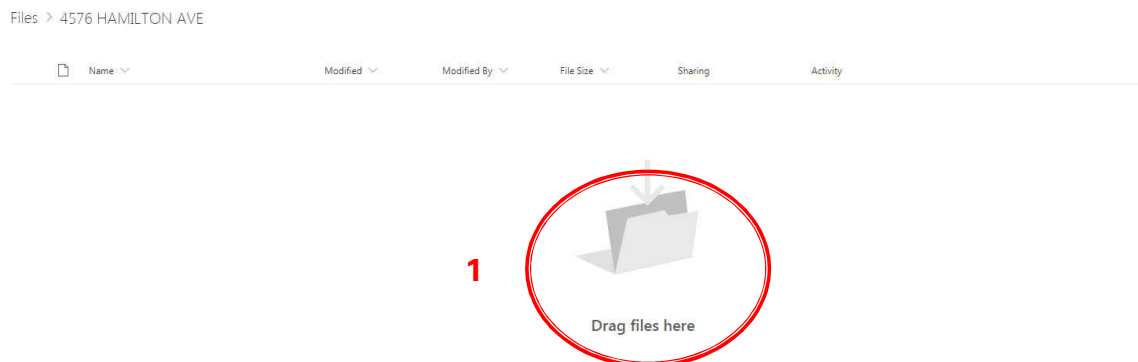 Files > 4576 HAMILTON AVE
Name Modified Modified By File Size Sharing Activity
1
Drag files here